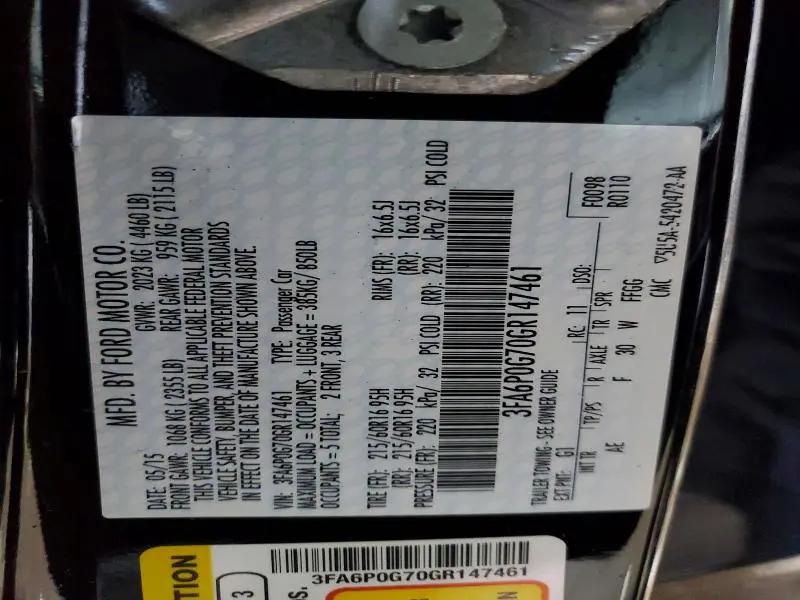 MFD. BY FORD MOTOR CO.
DATE: 05/15 GVWR: 2023 KG ( 4460 LB)
FRONT GAWR: 1068 KG ( 2355 LB) REAR GAWR: 959 KG ( 2115 LB)
THIS VEHICLE CONFORMS TO ALL APPLICABLE FEDERAL MOTOR
VEHICLE SAFETY, BUMPER, AND THEFT PREVENTION STANDARDS
IN EFFECT ON THE DATE OF MANUFACTURE SHOWN ABOVE.
VIN: 3FA6P0G70GR147461 TYPE: Passenger Car
MAXIMUM LOAD = OCCUPANTS + LUGGAGE = 385KG/ 850LB
OCCUPANTS = 5 TOTAL; 2 FRONT, 3 REAR
TIRE (FR): 215/60R16 95H RIMS (FR): 16x6.5J
(RR): 215/60R16 95H (RR): 16x6.5J
PRESSURE (FR): 220 kPa/ 32 PSI COLD (RR): 220 kPa/ 32 PSI COLD
3FA6P0G70GR147461
TRAILER TOWING - SEE OWNER GUIDE
EXT PNT: G1 RC: 11 DSO: F0098
R0110
INT TR TP/PS R AXLE TR SPR
AE F 30 W FFGG
CMC ▽5U5A-5420472-AA
3FA6P0G70GR147461
3